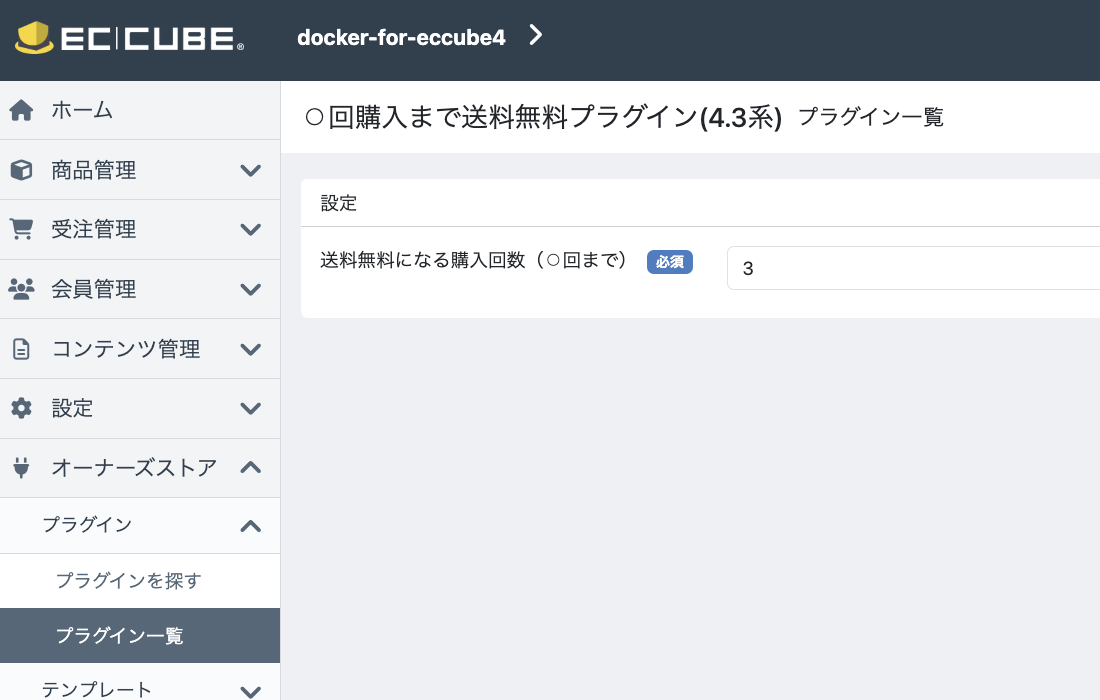 EC CUBE®
docker-for-eccube4
ホーム
商品管理
受注管理
会員管理
コンテンツ管理
設定
オーナーズストア
プラグイン
プラグインを探す
プラグイン一覧
テンプレート
○回購入まで送料無料プラグイン(4.3系) プラグイン一覧
設定
送料無料になる購入回数（○回まで） 必須 3